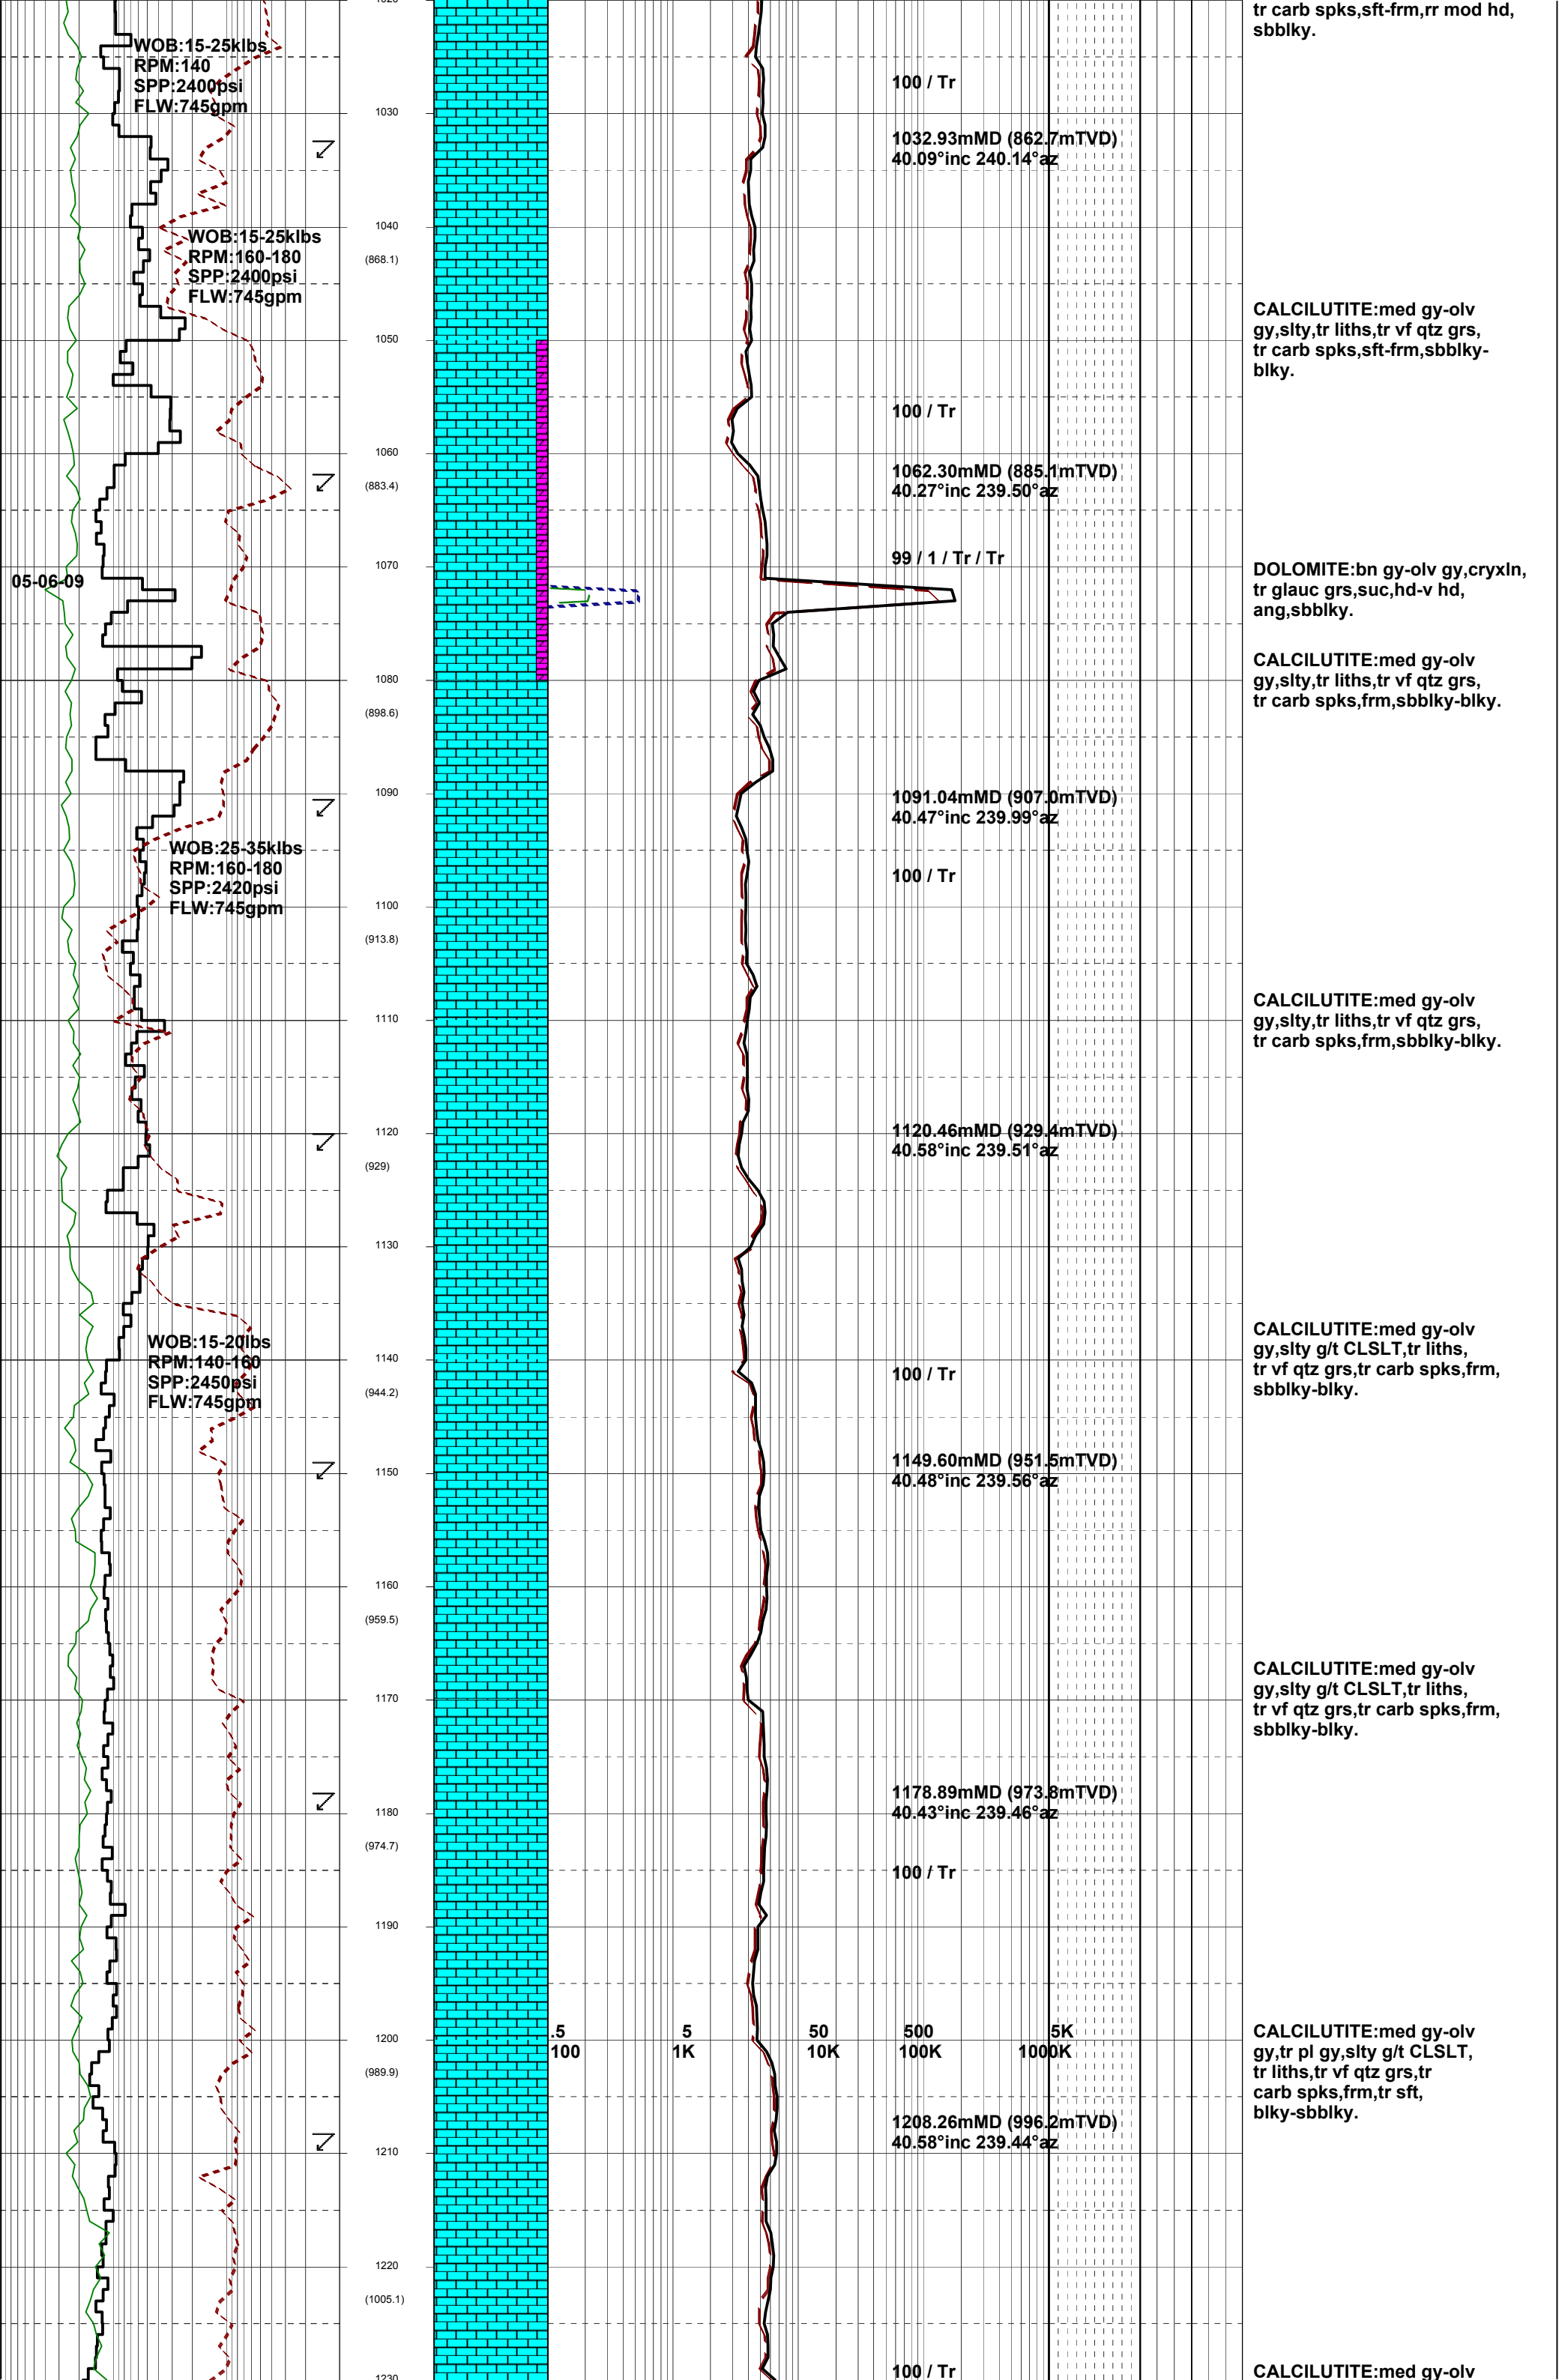 tr carb spks,sft-frm,rr mod hd,
sbblky.
WOB:15-25klbs
RPM:140
SPP:2400psi
FLW:745gpm
100 / Tr
1030
1032.93mMD (862.7mTVD)
40.09°inc 240.14°az
1040
WOB:15-25klbs
RPM:160-180
SPP:2400psi
FLW:745gpm
(868.1)
CALCILUTITE:med gy-olv
gy,slty,tr liths,tr vf qtz grs,
tr carb spks,sft-frm,sbblky-
blky.
1050
100 / Tr
1060
1062.30mMD (885.1mTVD)
40.27°inc 239.50°az
(883.4)
99 / 1 / Tr / Tr
1070
05-06-09
DOLOMITE:bn gy-olv gy,cryxln,
tr glauc grs,suc,hd-v hd,
ang,sbblky.
CALCILUTITE:med gy-olv
gy,slty,tr liths,tr vf qtz grs,
tr carb spks,frm,sbblky-blky.
1080
(898.6)
1090
1091.04mMD (907.0mTVD)
40.47°inc 239.99°az
WOB:25-35klbs
RPM:160-180
SPP:2420psi
FLW:745gpm
100 / Tr
1100
(913.8)
CALCILUTITE:med gy-olv
gy,slty,tr liths,tr vf qtz grs,
tr carb spks,frm,sbblky-blky.
1110
1120
1120.46mMD (929.4mTVD)
40.58°inc 239.51°az
(929)
1130
CALCILUTITE:med gy-olv
gy,slty g/t CLSLT,tr liths,
tr vf qtz grs,tr carb spks,frm,
sbblky-blky.
WOB:15-20lbs
RPM:140-160
SPP:2450psi
FLW:745gpm
1140
100 / Tr
(944.2)
1150
1149.60mMD (951.5mTVD)
40.48°inc 239.56°az
1160
(959.5)
CALCILUTITE:med gy-olv
gy,slty g/t CLSLT,tr liths,
tr vf qtz grs,tr carb spks,frm,
sbblky-blky.
1170
1178.89mMD (973.8mTVD)
40.43°inc 239.46°az
1180
(974.7)
100 / Tr
1190
1200
.5 5 50 500 5K
100 1K 10K 100K 1000K
CALCILUTITE:med gy-olv
gy,tr pl gy,slty g/t CLSLT,
tr liths,tr vf qtz grs,tr
carb spks,frm,tr sft,
blky-sbblky.
(989.9)
1208.26mMD (996.2mTVD)
40.58°inc 239.44°az
1210
1220
(1005.1)
100 / Tr
CALCILUTITE:med gy-olv
1230